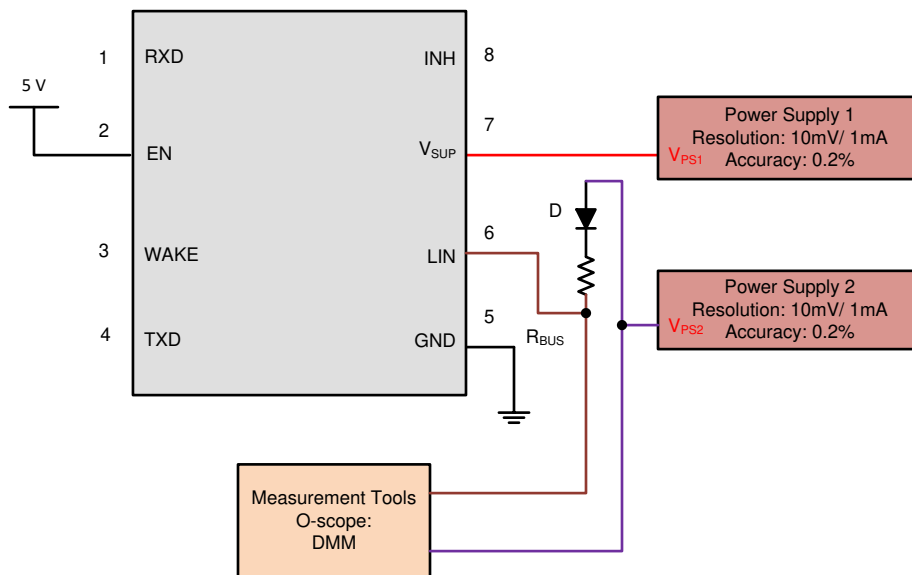 1
RXD
INH
8
5 V
2
EN
7
VSUP
Power Supply 1
Resolution: 10mV/ 1mA
VPS1
Accuracy: 0.2%
D
3
WAKE
6
LIN
Power Supply 2
Resolution: 10mV/ 1mA
VPS2
Accuracy: 0.2%
4
TXD
5
GND
RBUS
Measurement Tools
O-scope:
DMM